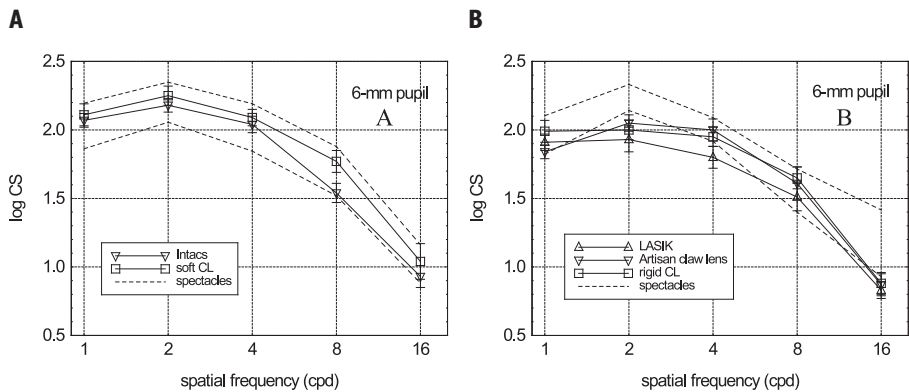 A
2.5
2.0
1.5
1.0
0.5
log CS
6-mm pupil
A
Intacs
soft CL
spectacles
1 2 4 8 16
spatial frequency (cpd)
B
2.5
2.0
1.5
1.0
0.5
log CS
6-mm pupil
B
LASIK
Artisan claw lens
rigid CL
spectacles
1 2 4 8 16
spatial frequency (cpd)